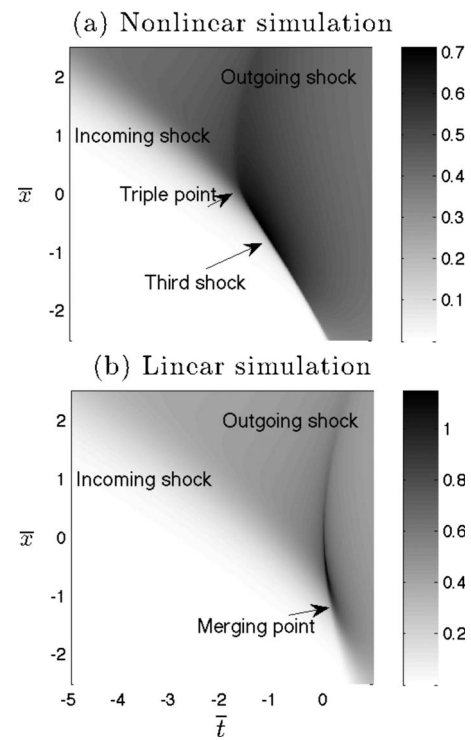 (a) Nonlinear simulation
2
1
0
-1
-2
x̅
Outgoing shock
Incoming shock
Triple point
Third shock
0.7
0.6
0.5
0.4
0.3
0.2
0.1
(b) Linear simulation
2
1
0
-1
-2
x̅
Outgoing shock
Incoming shock
Merging point
1
0.8
0.6
0.4
0.2
-5 -4 -3 -2 -1 0
t̅